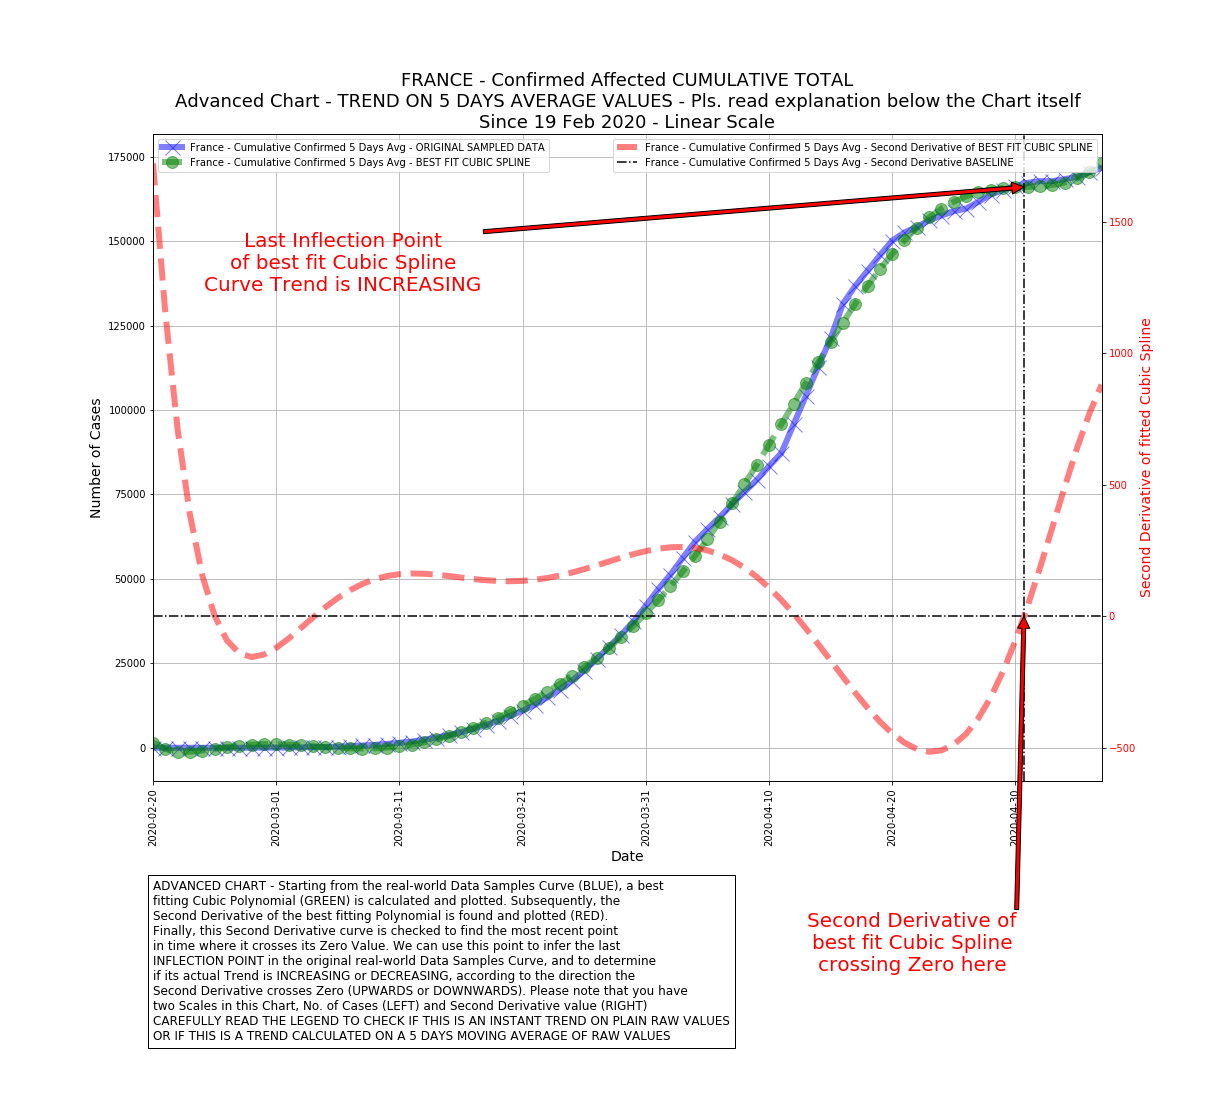 FRANCE - Confirmed Affected CUMULATIVE TOTAL
Advanced Chart - TREND ON 5 DAYS AVERAGE VALUES - Pls. read explanation below the Chart itself
Since 19 Feb 2020 - Linear Scale
France - Cumulative Confirmed 5 Days Avg - ORIGINAL SAMPLED DATA
France - Cumulative Confirmed 5 Days Avg - BEST FIT CUBIC SPLINE
France - Cumulative Confirmed 5 Days Avg - Second Derivative of BEST FIT CUBIC SPLINE
France - Cumulative Confirmed 5 Days Avg - Second Derivative BASELINE
Last Inflection Point
of best fit Cubic Spline
Curve Trend is INCREASING
Number of Cases
175000
150000
125000
100000
75000
50000
25000
0
Second Derivative of fitted Cubic Spline
1500
1000
500
0
−500
2020-02-20
2020-03-01
2020-03-11
2020-03-21
2020-03-31
2020-04-10
2020-04-20
2020-04-30
Date
Second Derivative of
best fit Cubic Spline
crossing Zero here
ADVANCED CHART - Starting from the real-world Data Samples Curve (BLUE), a best
fitting Cubic Polynomial (GREEN) is calculated and plotted. Subsequently, the
Second Derivative of the best fitting Polynomial is found and plotted (RED).
Finally, this Second Derivative curve is checked to find the most recent point
in time where it crosses its Zero Value. We can use this point to infer the last
INFLECTION POINT in the original real-world Data Samples Curve, and to determine
if its actual Trend is INCREASING or DECREASING, according to the direction the
Second Derivative crosses Zero (UPWARDS or DOWNWARDS). Please note that you have
two Scales in this Chart, No. of Cases (LEFT) and Second Derivative value (RIGHT)
CAREFULLY READ THE LEGEND TO CHECK IF THIS IS AN INSTANT TREND ON PLAIN RAW VALUES
OR IF THIS IS A TREND CALCULATED ON A 5 DAYS MOVING AVERAGE OF RAW VALUES